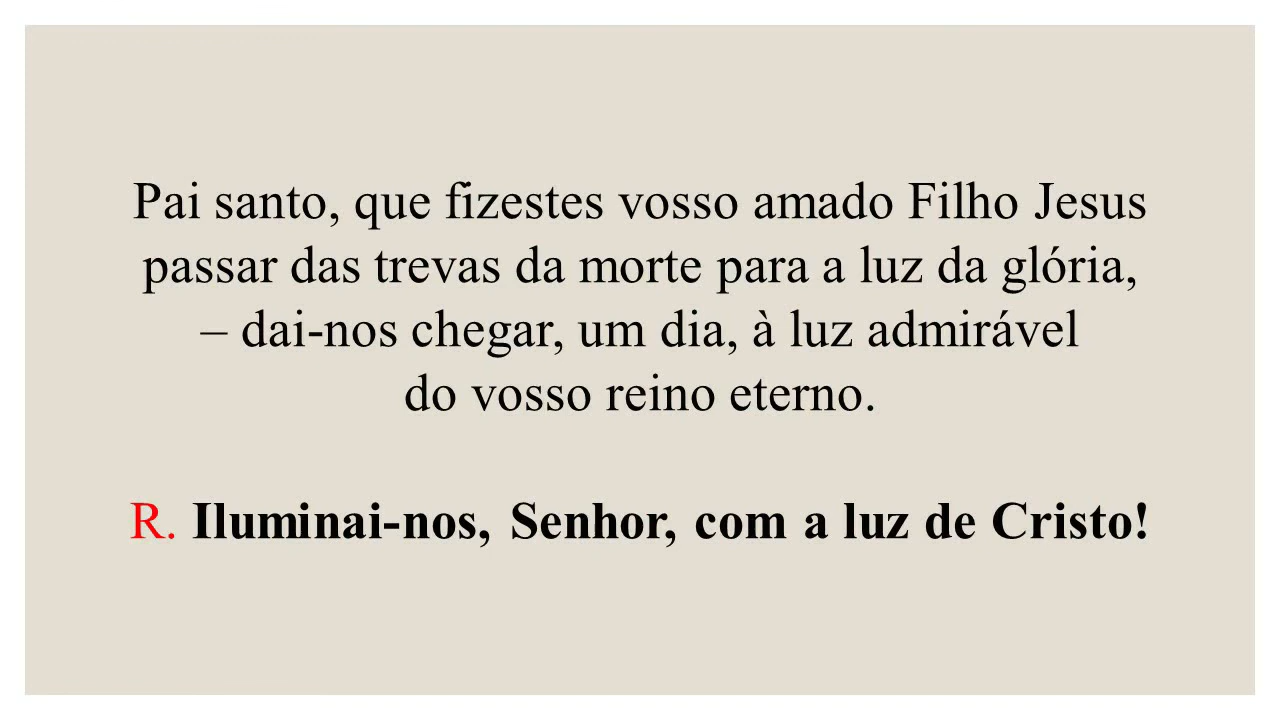 Pai santo, que fizestes vosso amado Filho Jesus
passar das trevas da morte para a luz da glória,
– dai-nos chegar, um dia, à luz admirável
do vosso reino eterno.
R. Iluminai-nos, Senhor, com a luz de Cristo!